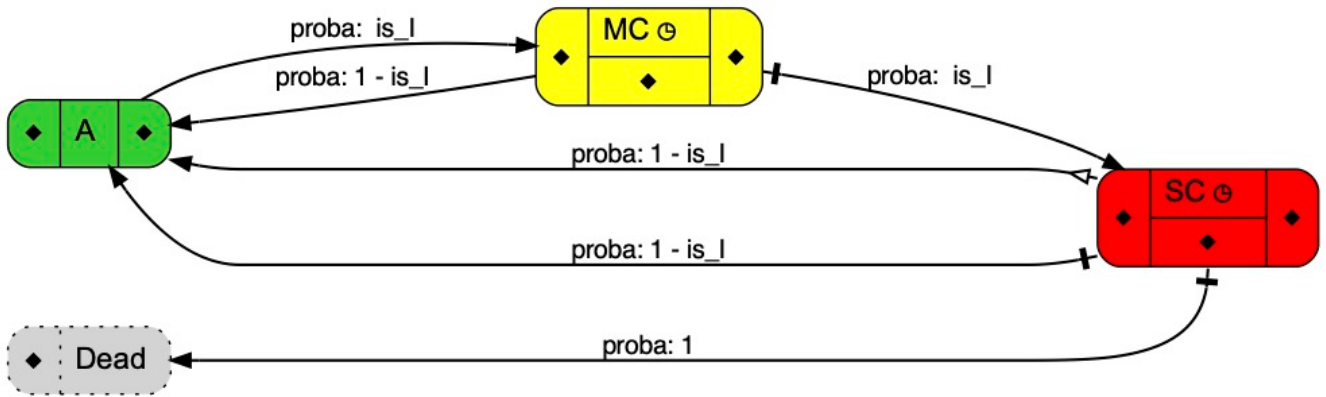 proba: is_I
MC ◷
proba: 1 - is_I
proba: is_I
A
proba: 1 - is_I
SC ◷
proba: 1 - is_I
proba: 1
Dead